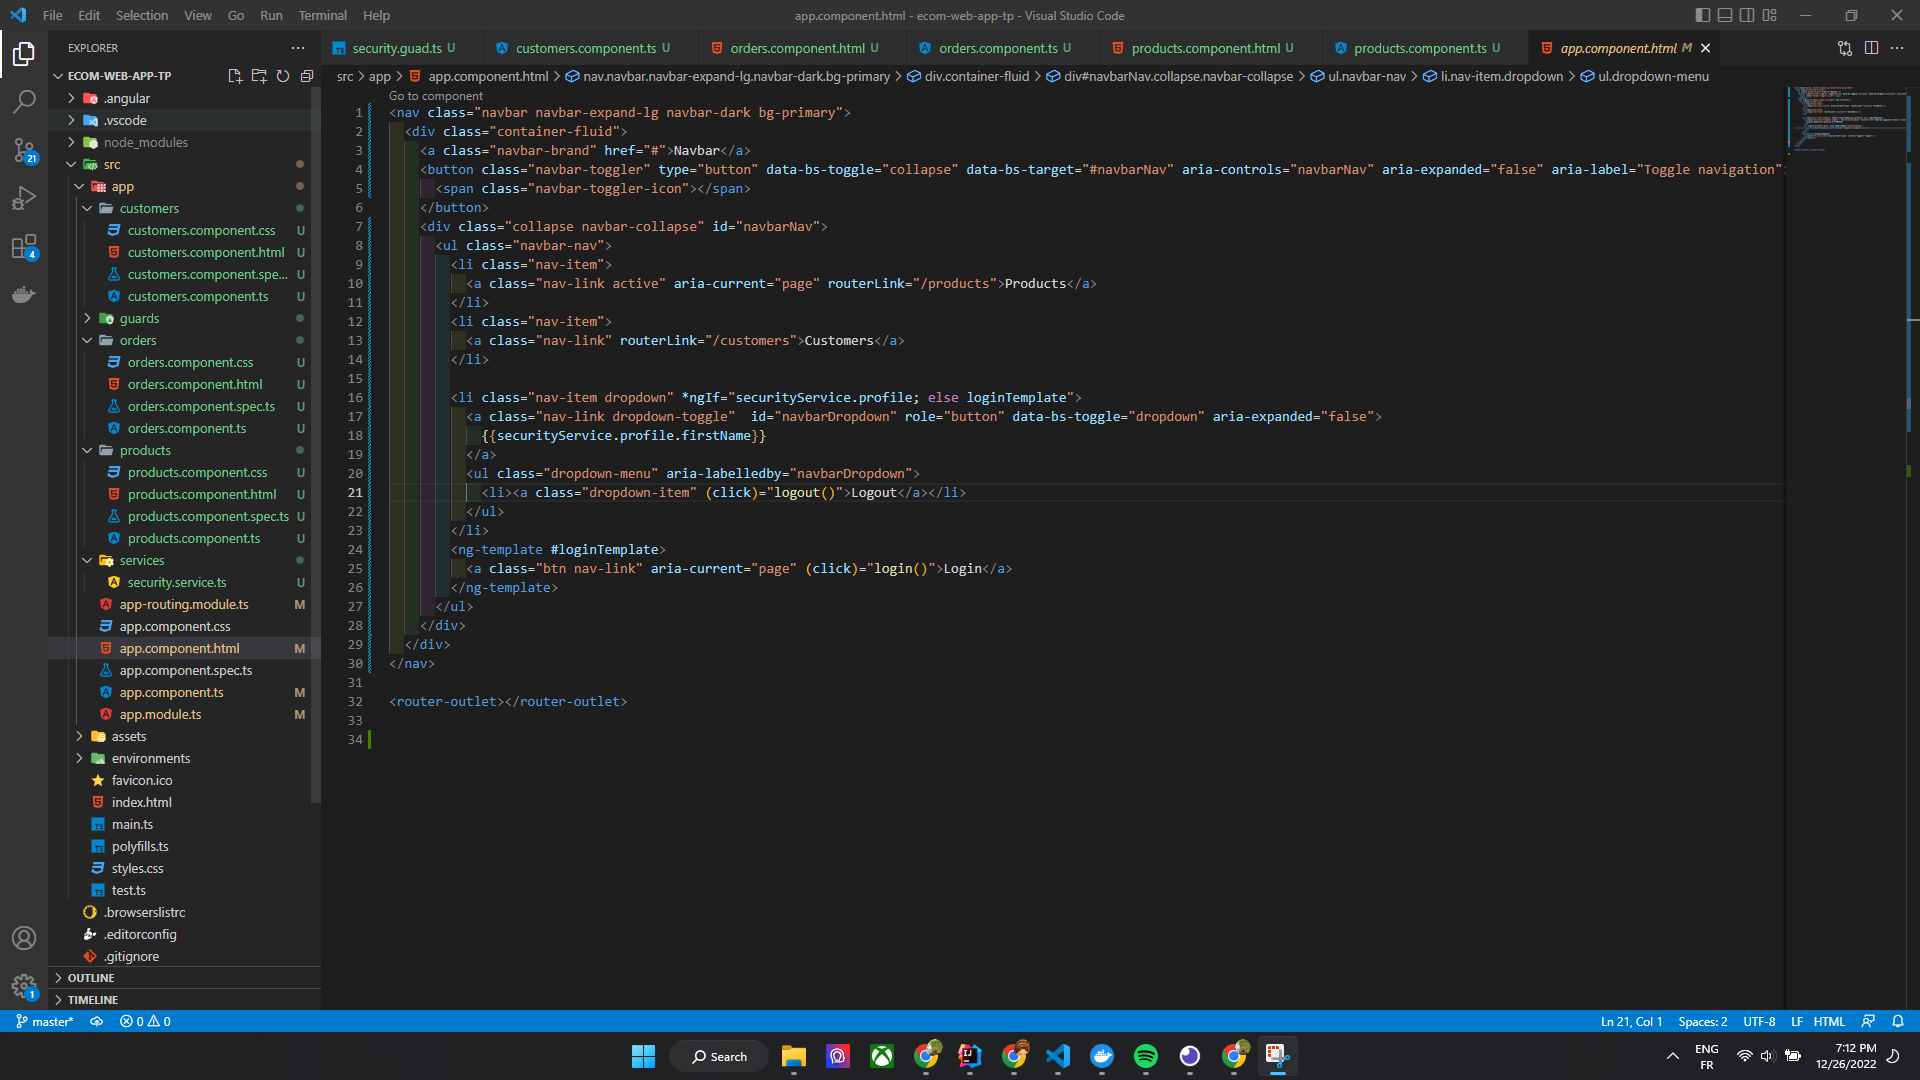 File Edit Selection View Go Run Terminal Help
app.component.html - ecom-web-app-tp - Visual Studio Code
EXPLORER
security.guad.ts U
customers.component.ts U
orders.component.html U
orders.component.ts U
products.component.html U
products.component.ts U
app.component.html M
ECOM-WEB-APP-TP
src > app > app.component.html > nav.navbar.navbar-expand-lg.navbar-dark.bg-primary > div.container-fluid > div#navbarNav.collapse.navbar-collapse > ul.navbar-nav > li.nav-item.dropdown > ul.dropdown-menu
.angular
.vscode
node_modules
src
app
customers
customers.component.css U
customers.component.html U
customers.component.spe... U
customers.component.ts U
guards
orders
orders.component.css U
orders.component.html U
orders.component.spec.ts U
orders.component.ts U
products
products.component.css U
products.component.html U
products.component.spec.ts U
products.component.ts U
services
security.service.ts U
app-routing.module.ts M
app.component.css
app.component.html M
app.component.spec.ts
app.component.ts M
app.module.ts M
assets
environments
favicon.ico
index.html
main.ts
polyfills.ts
styles.css
test.ts
.browserslistrc
.editorconfig
.gitignore
OUTLINE
TIMELINE
21
4
1
Go to component
1 <nav class="navbar navbar-expand-lg navbar-dark bg-primary">
2 <div class="container-fluid">
3 <a class="navbar-brand" href="#">Navbar</a>
4 <button class="navbar-toggler" type="button" data-bs-toggle="collapse" data-bs-target="#navbarNav" aria-controls="navbarNav" aria-expanded="false" aria-label="Toggle navigation"
5 <span class="navbar-toggler-icon"></span>
6 </button>
7 <div class="collapse navbar-collapse" id="navbarNav">
8 <ul class="navbar-nav">
9 <li class="nav-item">
10 <a class="nav-link active" aria-current="page" routerLink="/products">Products</a>
11 </li>
12 <li class="nav-item">
13 <a class="nav-link" routerLink="/customers">Customers</a>
14 </li>
15
16 <li class="nav-item dropdown" *ngIf="securityService.profile; else loginTemplate">
17 <a class="nav-link dropdown-toggle"  id="navbarDropdown" role="button" data-bs-toggle="dropdown" aria-expanded="false">
18 {{securityService.profile.firstName}}
19 </a>
20 <ul class="dropdown-menu" aria-labelledby="navbarDropdown">
21 <li><a class="dropdown-item" (click)="logout()">Logout</a></li>
22 </ul>
23 </li>
24 <ng-template #loginTemplate>
25 <a class="btn nav-link" aria-current="page" (click)="login()">Login</a>
26 </ng-template>
27 </ul>
28 </div>
29 </div>
30 </nav>
31
32 <router-outlet></router-outlet>
33
34
master* 0 0
Ln 21, Col 1 Spaces: 2 UTF-8 LF HTML
Search
ENG
FR
7:12 PM
12/26/2022